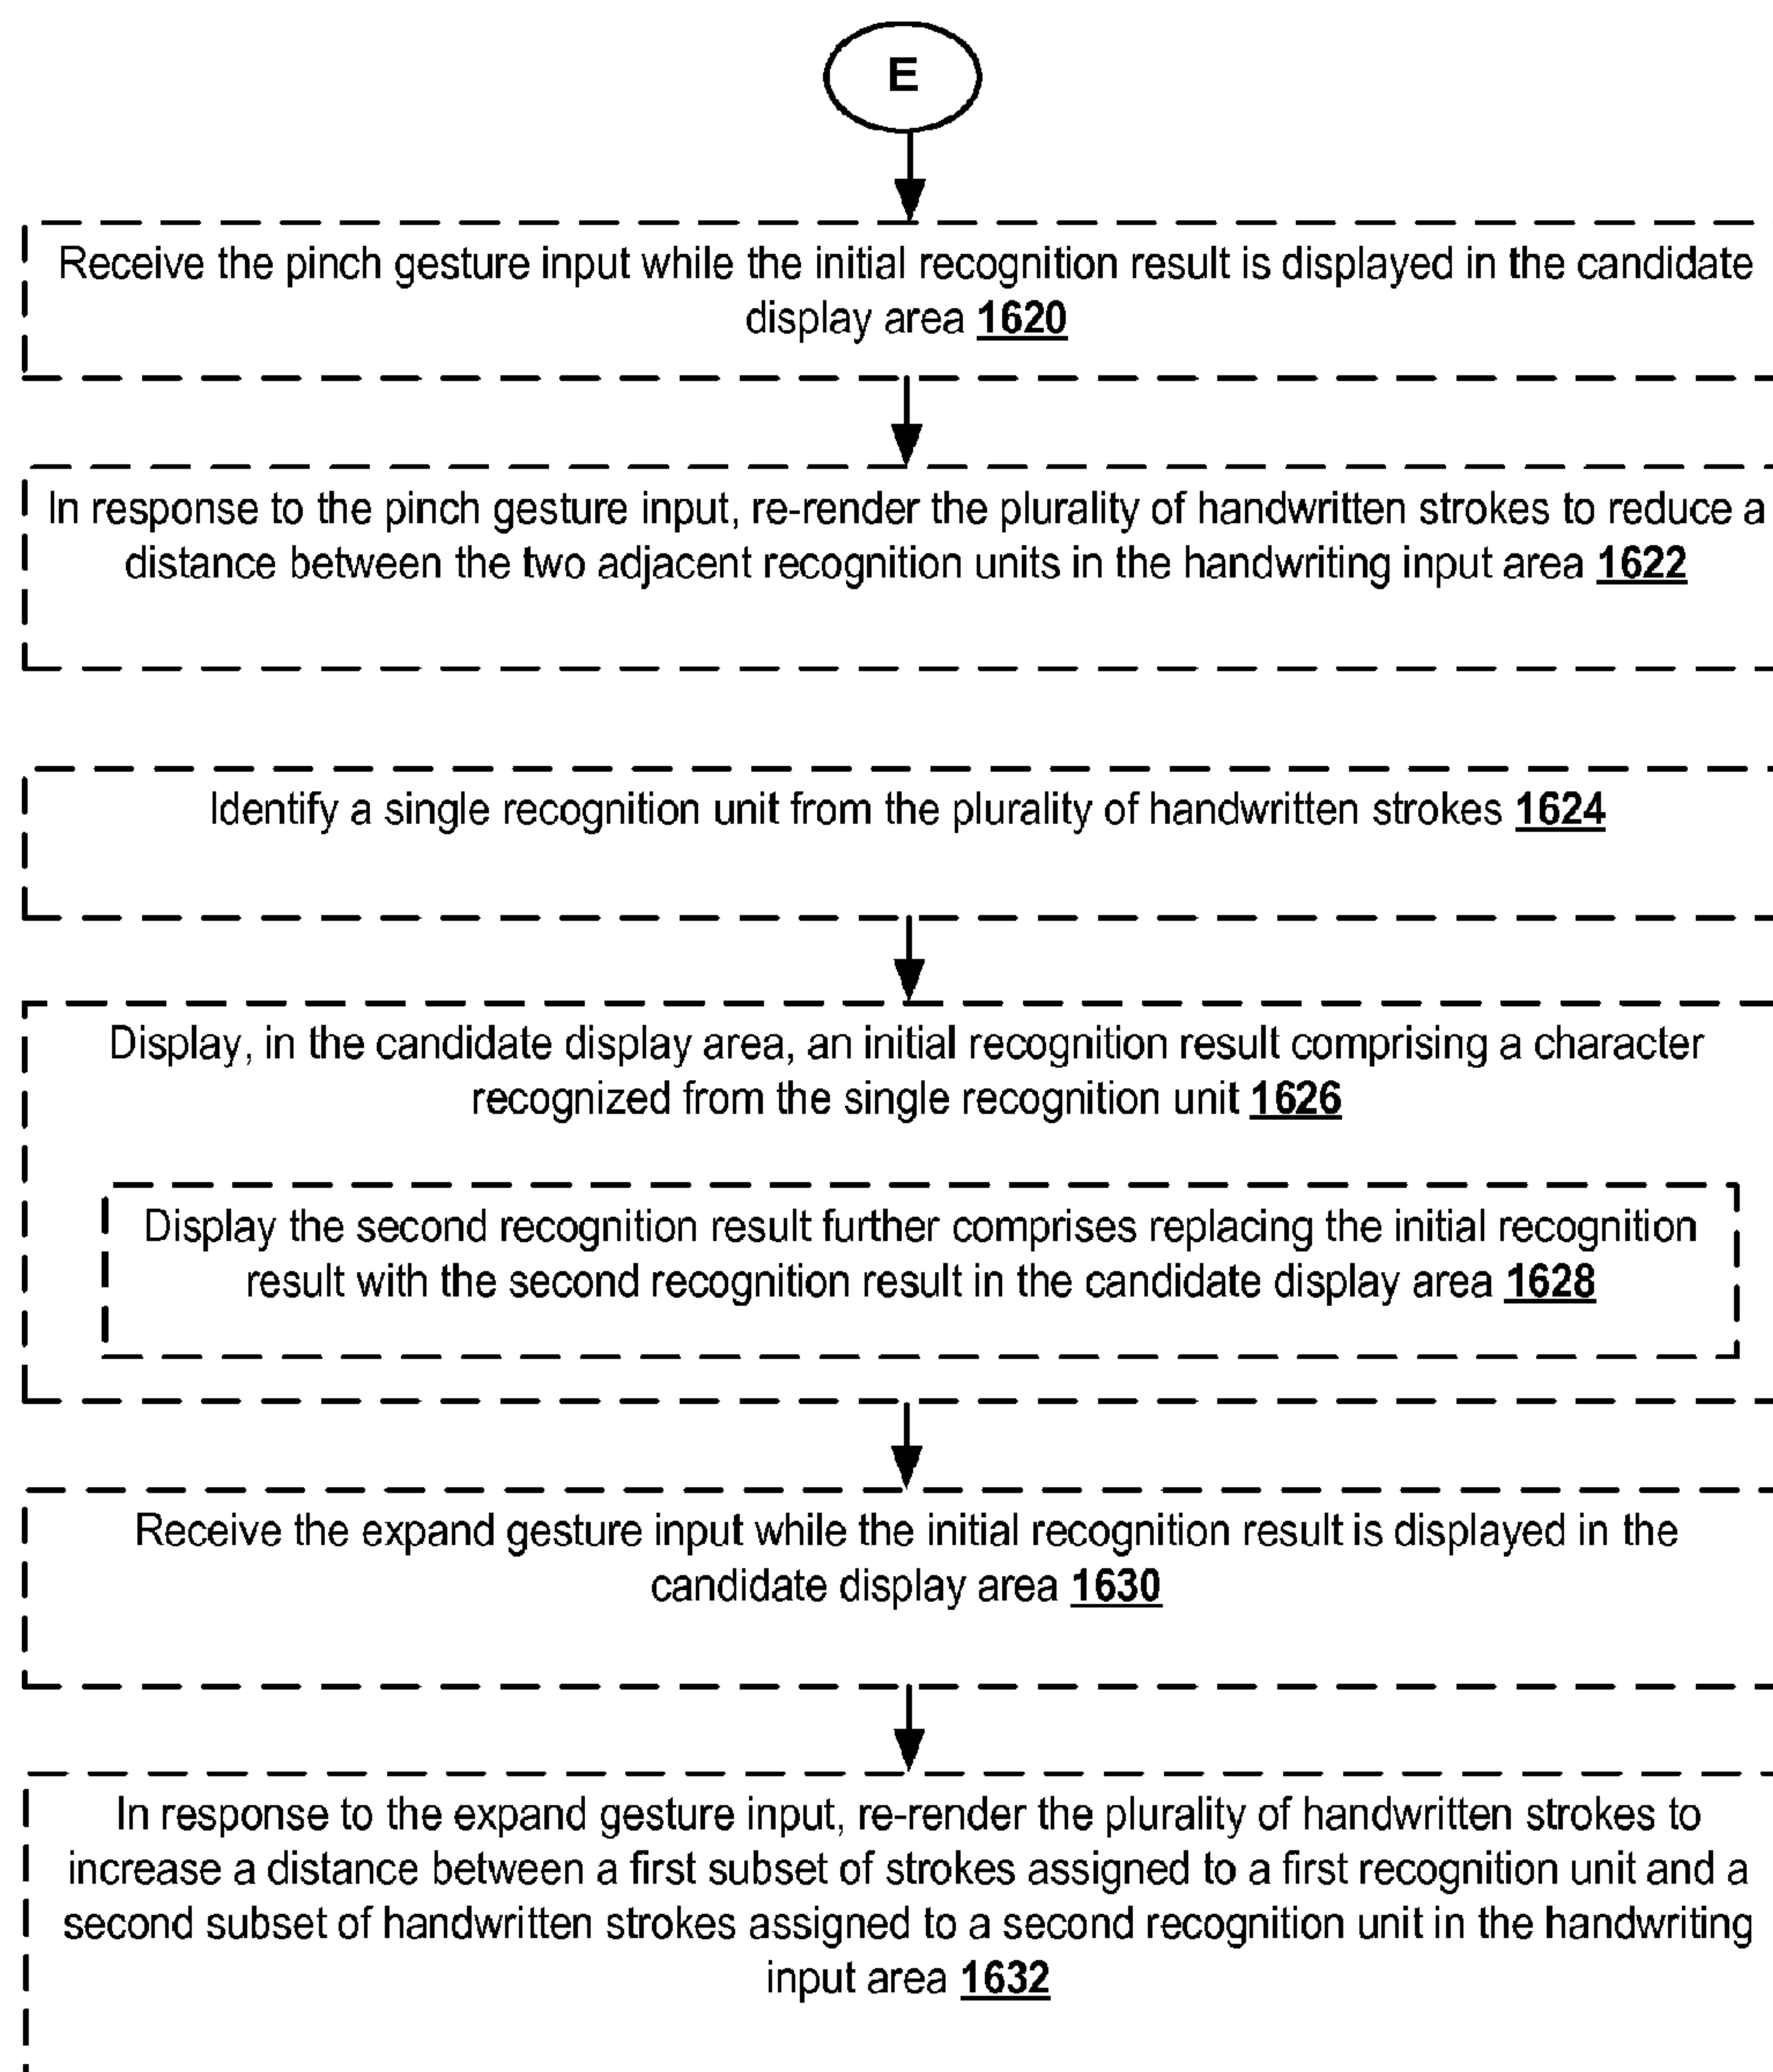 E
Receive the pinch gesture input while the initial recognition result is displayed in the candidate
display area 1620
In response to the pinch gesture input, re-render the plurality of handwritten strokes to reduce a
distance between the two adjacent recognition units in the handwriting input area 1622
Identify a single recognition unit from the plurality of handwritten strokes 1624
Display, in the candidate display area, an initial recognition result comprising a character
recognized from the single recognition unit 1626
Display the second recognition result further comprises replacing the initial recognition
result with the second recognition result in the candidate display area 1628
Receive the expand gesture input while the initial recognition result is displayed in the
candidate display area 1630
In response to the expand gesture input, re-render the plurality of handwritten strokes to
increase a distance between a first subset of strokes assigned to a first recognition unit and a
second subset of handwritten strokes assigned to a second recognition unit in the handwriting
input area 1632